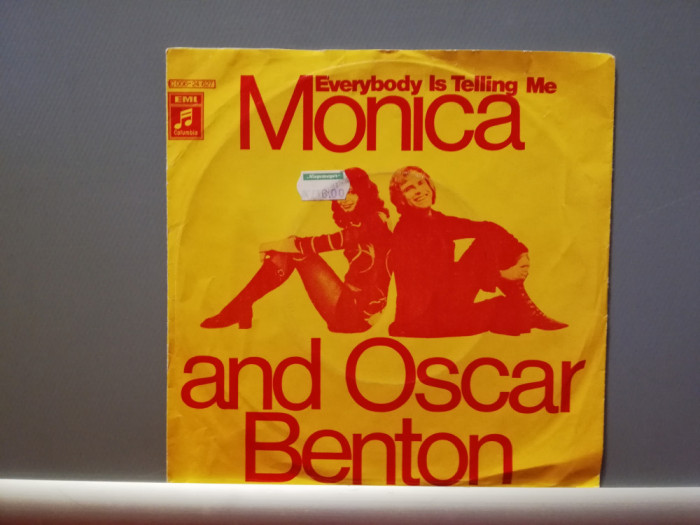 Everybody Is Telling Me
Monica
EMI
Columbia
and Oscar
Benton